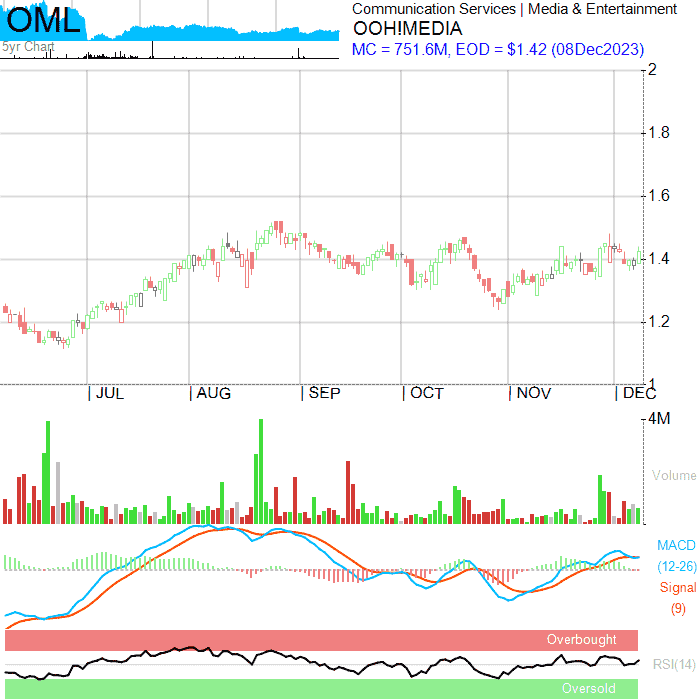 OML
5yr Chart
Communication Services | Media & Entertainment
OOH!MEDIA
MC = 751.6M, EOD = $1.42 (08Dec2023)
2
1.8
1.6
1.4
1.2
1
JUL
AUG
SEP
OCT
NOV
DEC
4M
Volume
MACD
(12-26)
Signal
(9)
Overbought
RSI(14)
Oversold